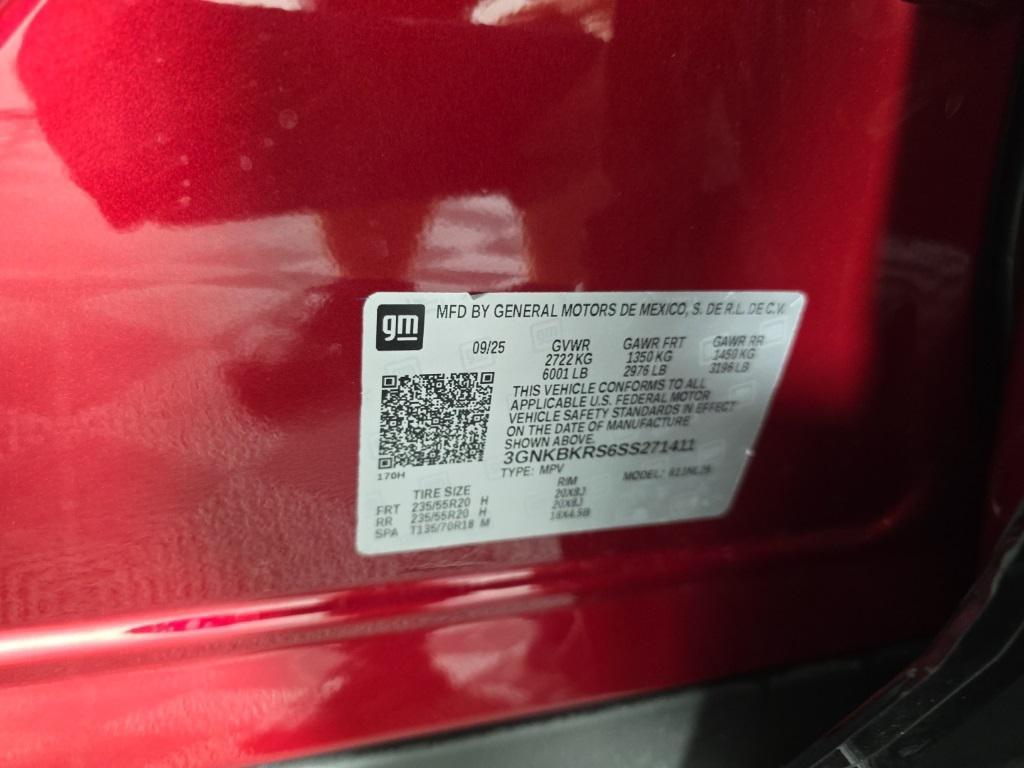 gm
MFD BY GENERAL MOTORS DE MEXICO, S. DE R.L. DE C.V.
09/25 GVWR GAWR FRT GAWR RR
2722 KG 1350 KG 1450 KG
6001 LB 2976 LB 3196 LB
THIS VEHICLE CONFORMS TO ALL
APPLICABLE U.S. FEDERAL MOTOR
VEHICLE SAFETY STANDARDS IN EFFECT
ON THE DATE OF MANUFACTURE
SHOWN ABOVE.
3GNKBKRS6SS271411
170H
TYPE: MPV MODEL:
TIRE SIZE RIM
FRT 235/55R20 H 20X8J
RR 235/55R20 H 20X8J
SPA T135/70R18 M 18X4.5B